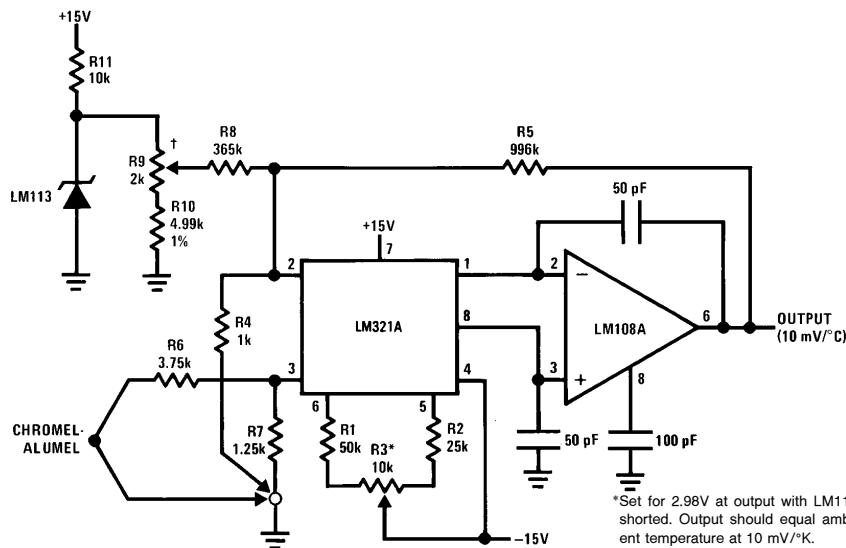 +15V
R11
10k
†
R9
2k
LM113
R10
4.99k
1%
R8
365k
R5
996k
50 pF
+15V
7
2
1
2
−
LM321A
8
6
OUTPUT
(10 mV/°C)
LM108A
R4
1k
R6
3.75k
3
4
3
+
8
CHROMEL-
ALUMEL
R7
1.25k
6
5
R1
50k
R3*
10k
R2
25k
50 pF
100 pF
−15V
*Set for 2.98V at output with
shorted. Output should equal
ent temperature at 10 mV/°K.